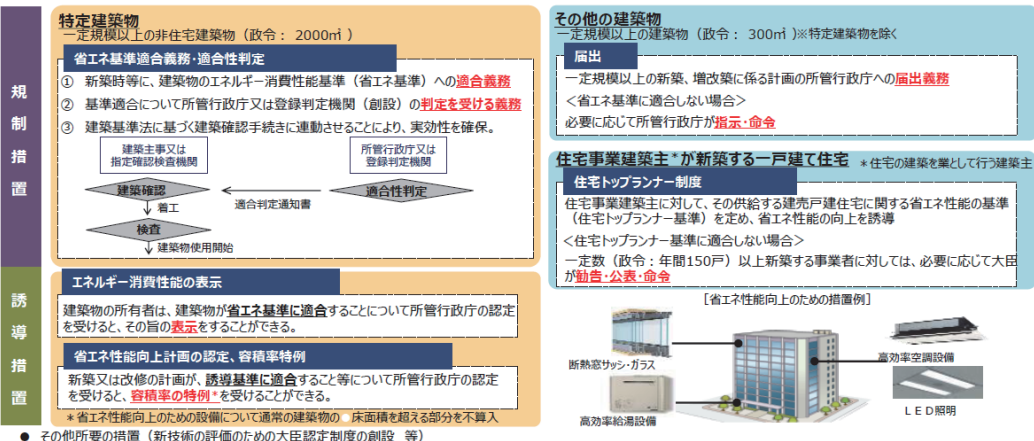 規制措置
特定建築物
一定規模以上の非住宅建築物（政令： 2000㎡）
省エネ基準適合義務・適合性判定
① 新築時等に、建築物のエネルギー消費性能基準（省エネ基準）への適合義務
② 基準適合について所管行政庁又は登録判定機関（創設）の判定を受ける義務
③ 建築基準法に基づく建築確認手続きに連動させることにより、実効性を確保。
建築主事又は
指定確認検査機関
所管行政庁又は
登録判定機関
建築確認
適合性判定
適合判定通知書
着工
検査
建築物使用開始
その他の建築物
一定規模以上の建築物（政令： 300㎡）※特定建築物を除く
届出
一定規模以上の新築、増改築に係る計画の所管行政庁への届出義務
＜省エネ基準に適合しない場合＞
必要に応じて所管行政庁が指示・命令
住宅事業建築主*が新築する一戸建て住宅 *住宅の建築を業として行う建築主
住宅トップランナー制度
住宅事業建築主に対して、その供給する建売戸建住宅に関する省エネ性能の基準
（住宅トップランナー基準）を定め、省エネ性能の向上を誘導
＜住宅トップランナー基準に適合しない場合＞
一定数（政令：年間150戸）以上新築する事業者に対しては、必要に応じて大臣
が勧告・公表・命令
誘導措置
エネルギー消費性能の表示
建築物の所有者は、建築物が省エネ基準に適合することについて所管行政庁の認定
を受けると、その旨の表示をすることができる。
省エネ性能向上計画の認定、容積率特例
新築又は改修の計画が、誘導基準に適合すること等について所管行政庁の認定
を受けると、容積率の特例*を受けることができる。
*省エネ性能向上のための設備について通常の建築物の 床面積を超える部分を不算入
［省エネ性能向上のための措置例］
断熱窓サッシ・ガラス
高効率空調設備
高効率給湯設備
ＬＥＤ照明
● その他所要の措置（新技術の評価のための大臣認定制度の創設 等）